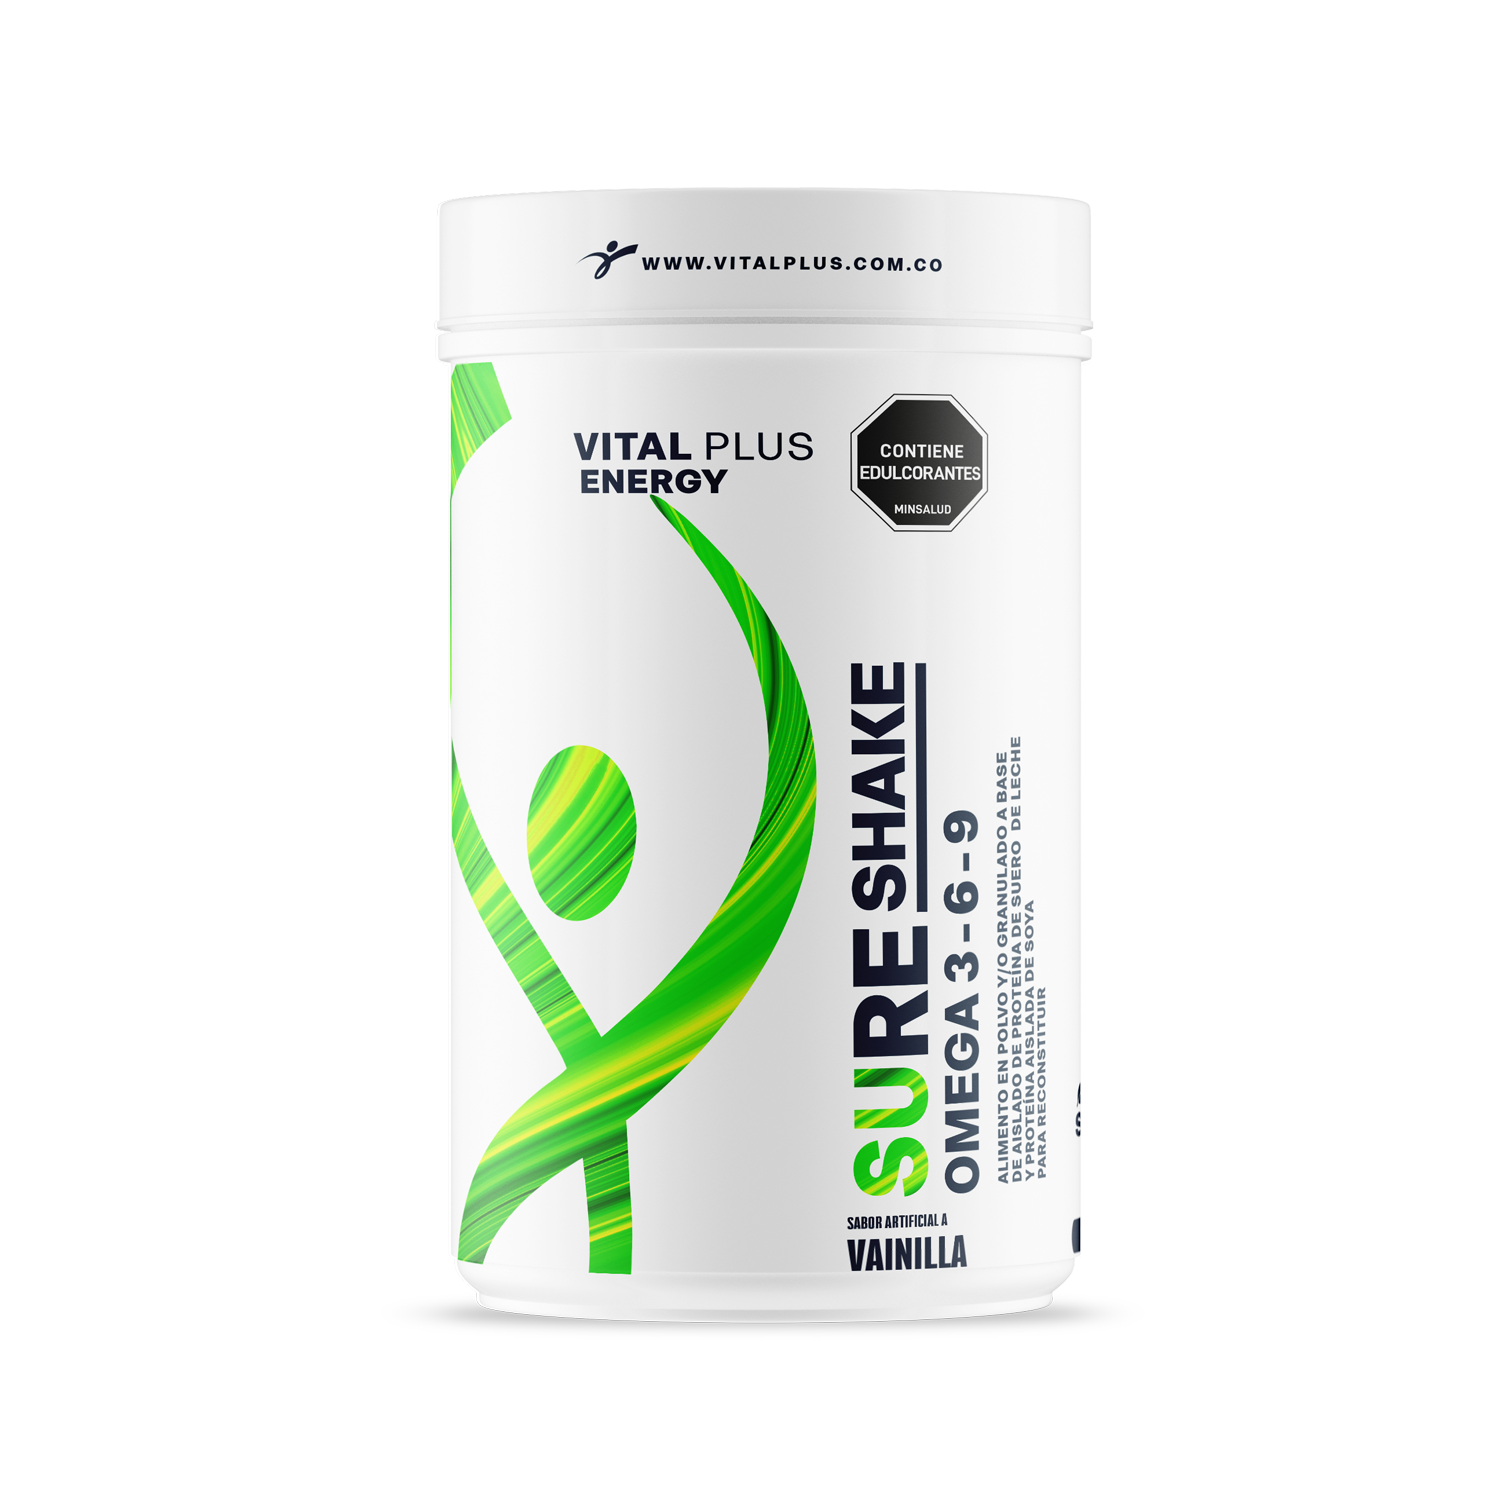 WWW.VITALPLUS.COM.CO
VITAL PLUS
ENERGY
CONTIENE
EDULCORANTES
MINSALUD
SURE SHAKE
OMEGA 3 - 6 - 9
ALIMENTO EN POLVO Y/O GRANULADO A BASE
DE AISLADO DE PROTEÍNA DE SUERO DE LECHE
Y PROTEÍNA AISLADA DE SOYA
PARA RECONSTITUIR
SABOR ARTIFICIAL A
VAINILLA